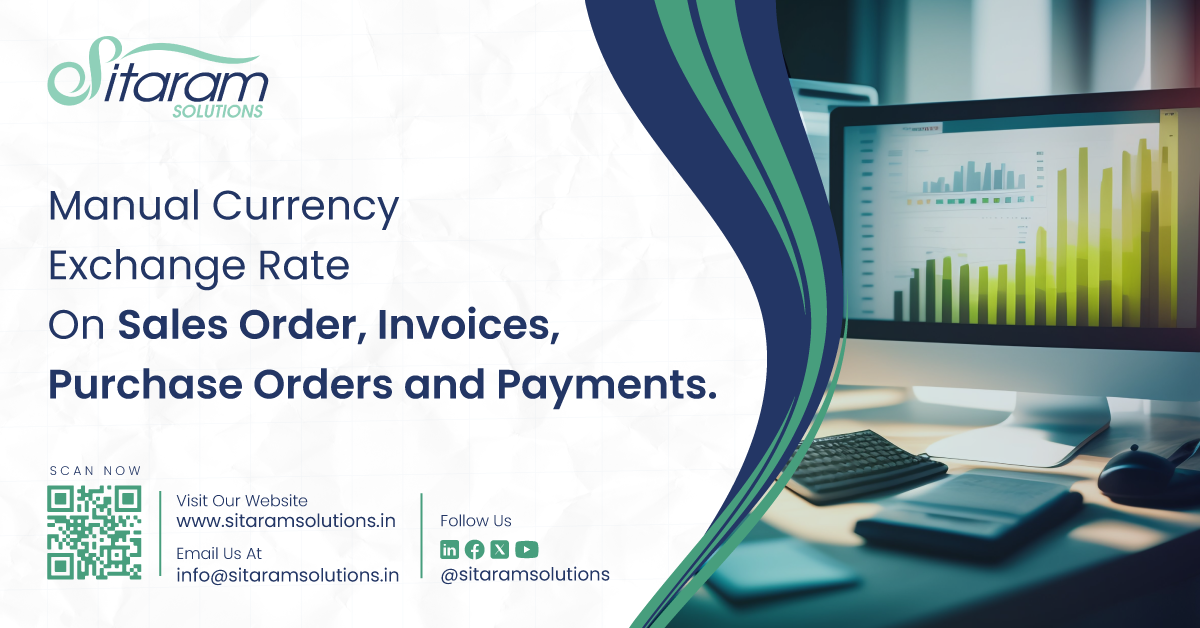 Sitaram
SOLUTIONS
Manual Currency
Exchange Rate
On Sales Order, Invoices,
Purchase Orders and Payments.
SCAN NOW
Visit Our Website
www.sitaramsolutions.in
Email Us At
info@sitaramsolutions.in
Follow Us
@sitaramsolutions